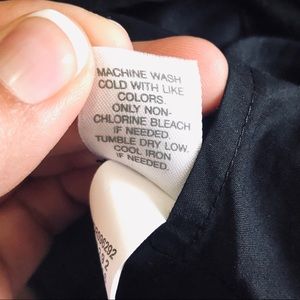 MACHINE WASH
COLD WITH LIKE
COLORS.
ONLY NON-
CHLORINE BLEACH
IF NEEDED.
TUMBLE DRY LOW.
COOL IRON
IF NEEDED.